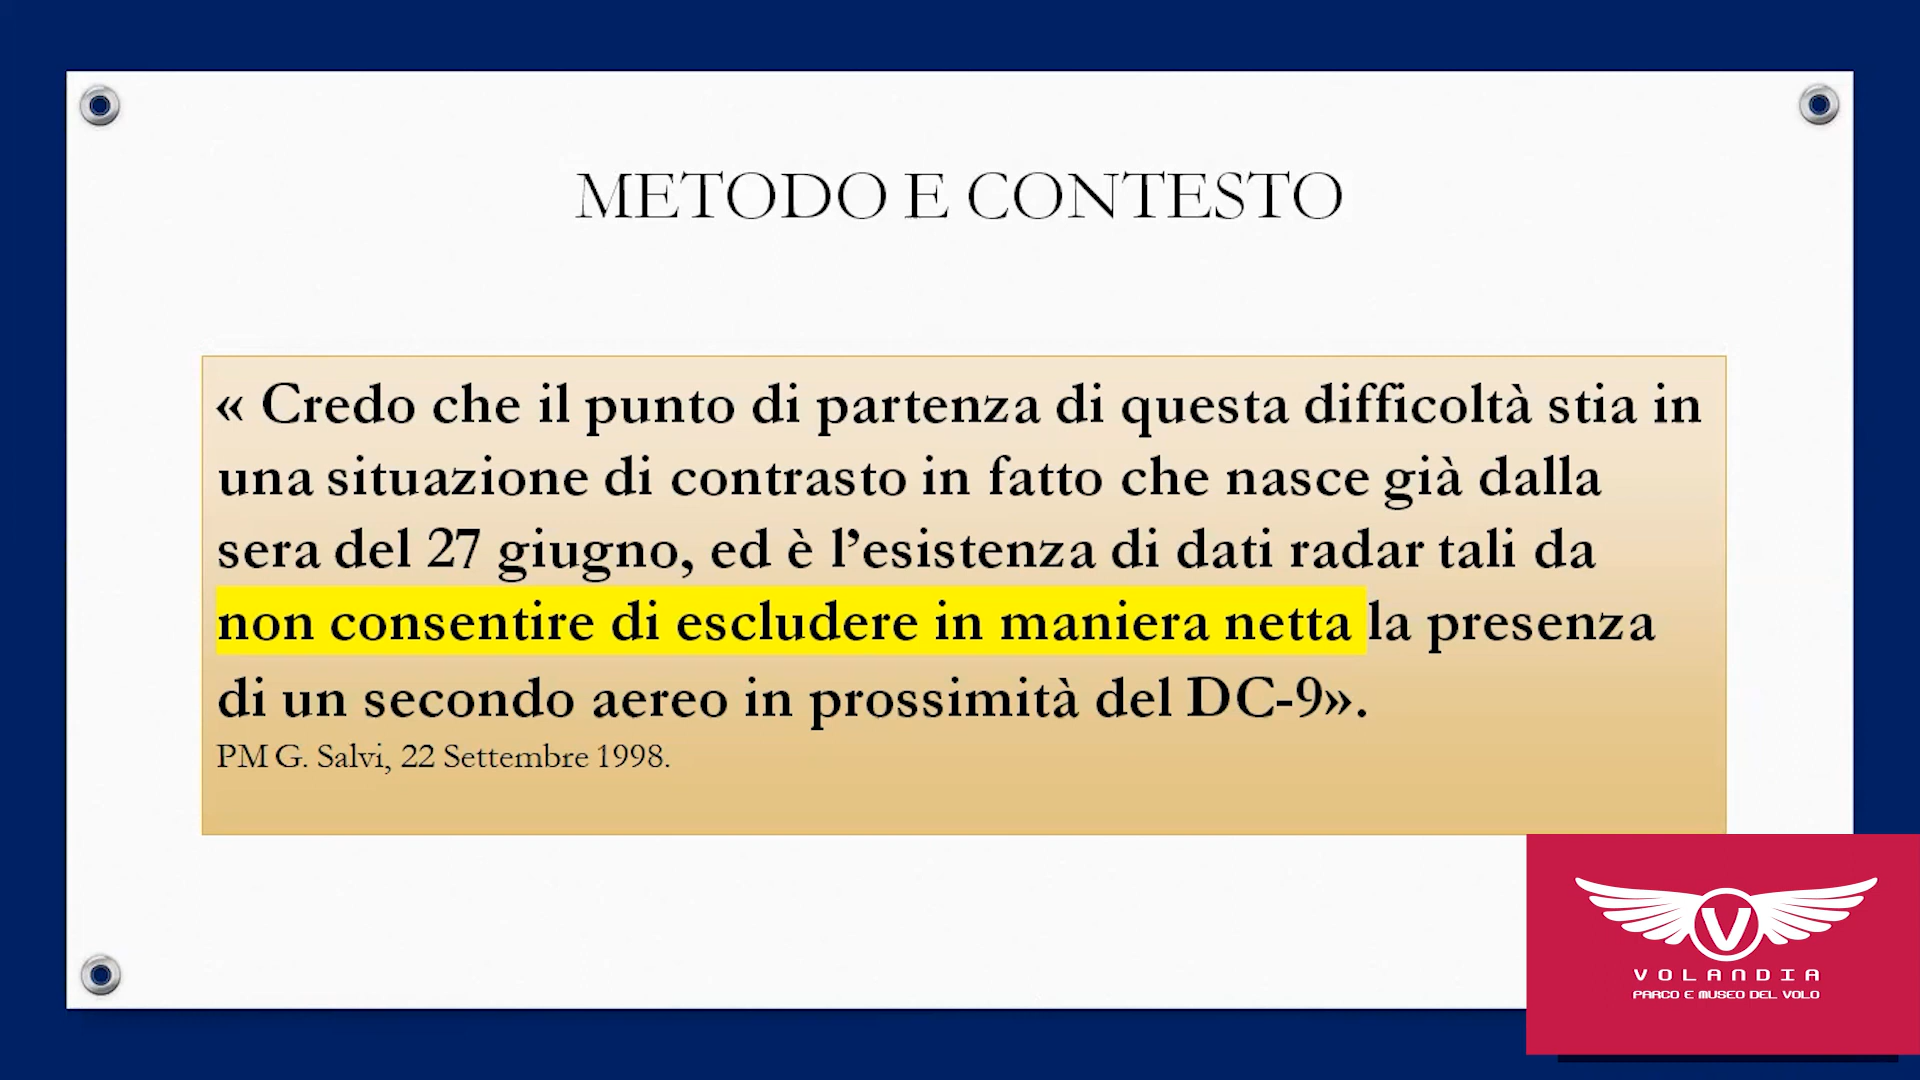 METODO E CONTESTO
« Credo che il punto di partenza di questa difficoltà stia in
una situazione di contrasto in fatto che nasce già dalla
sera del 27 giugno, ed è l’esistenza di dati radar tali da
non consentire di escludere in maniera netta la presenza
di un secondo aereo in prossimità del DC-9».
PM G. Salvi, 22 Settembre 1998.
V
VOLANDIA
PARCO E MUSEO DEL VOLO